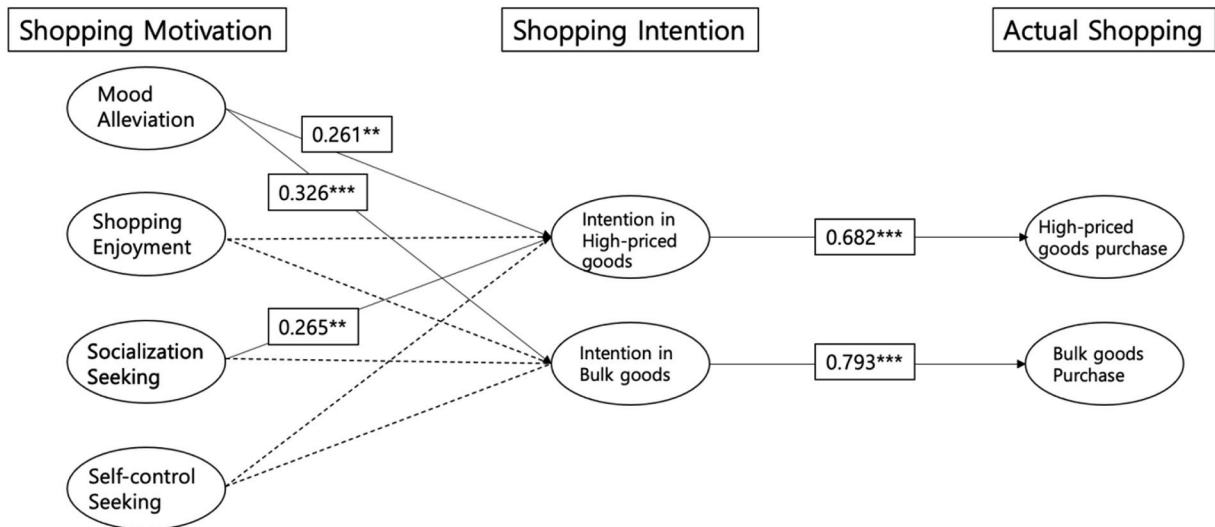 Shopping Motivation
Shopping Intention
Actual Shopping
Mood
Alleviation
0.261**
0.326***
Shopping
Enjoyment
Intention in
High-priced
goods
0.682***
High-priced
goods purchase
0.265**
Socialization
Seeking
Intention in
Bulk goods
0.793***
Bulk goods
Purchase
Self-control
Seeking